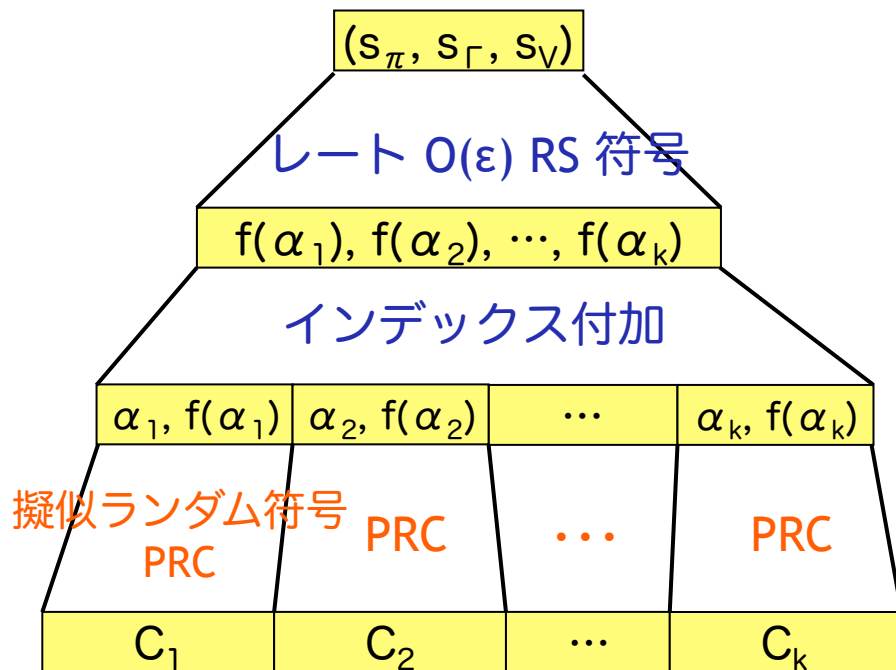 (s_π, s_Γ, s_V)
レート O(ε) RS 符号
f(α_1), f(α_2), …, f(α_k)
インデックス付加
α_1, f(α_1) α_2, f(α_2) … α_k, f(α_k)
擬似ランダム符号
PRC PRC … PRC
C_1 C_2 … C_k